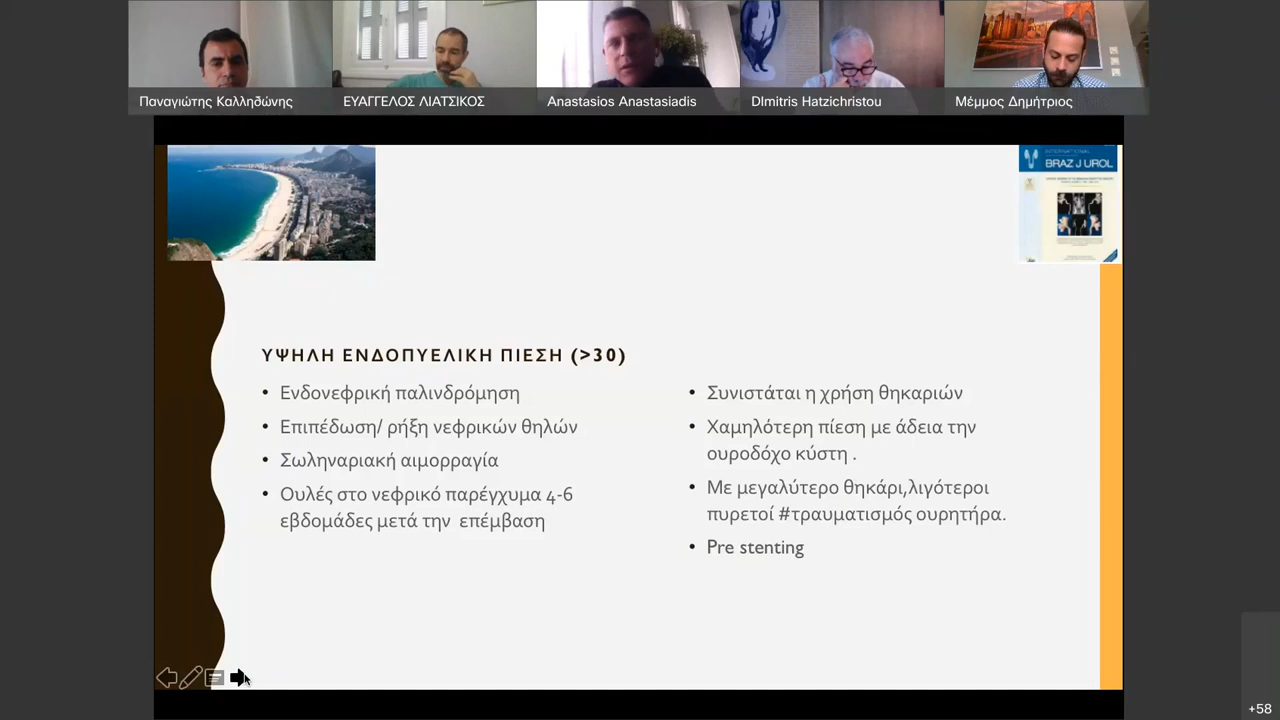 Παναγιώτης Καλληδώνης
ΕΥΑΓΓΕΛΟΣ ΛΙΑΤΣΙΚΟΣ
Anastasios Anastasiadis
DImitris Hatzichristou
Μέμμος Δημήτριος
INTERNATIONAL
BRAZ J UROL
ΥΨΗΛΗ ΕΝΔΟΠΥΕΛΙΚΗ ΠΙΕΣΗ (>30)
• Ενδονεφρική παλινδρόμηση
• Επιπέδωση/ ρήξη νεφρικών θηλών
• Σωληναριακή αιμορραγία
• Ουλές στο νεφρικό παρέγχυμα 4-6
εβδομάδες μετά την επέμβαση
• Συνιστάται η χρήση θηκαριών
• Χαμηλότερη πίεση με άδεια την
ουροδόχο κύστη .
• Με μεγαλύτερο θηκάρι,λιγότεροι
πυρετοί #τραυματισμός ουρητήρα.
• Pre stenting
+58